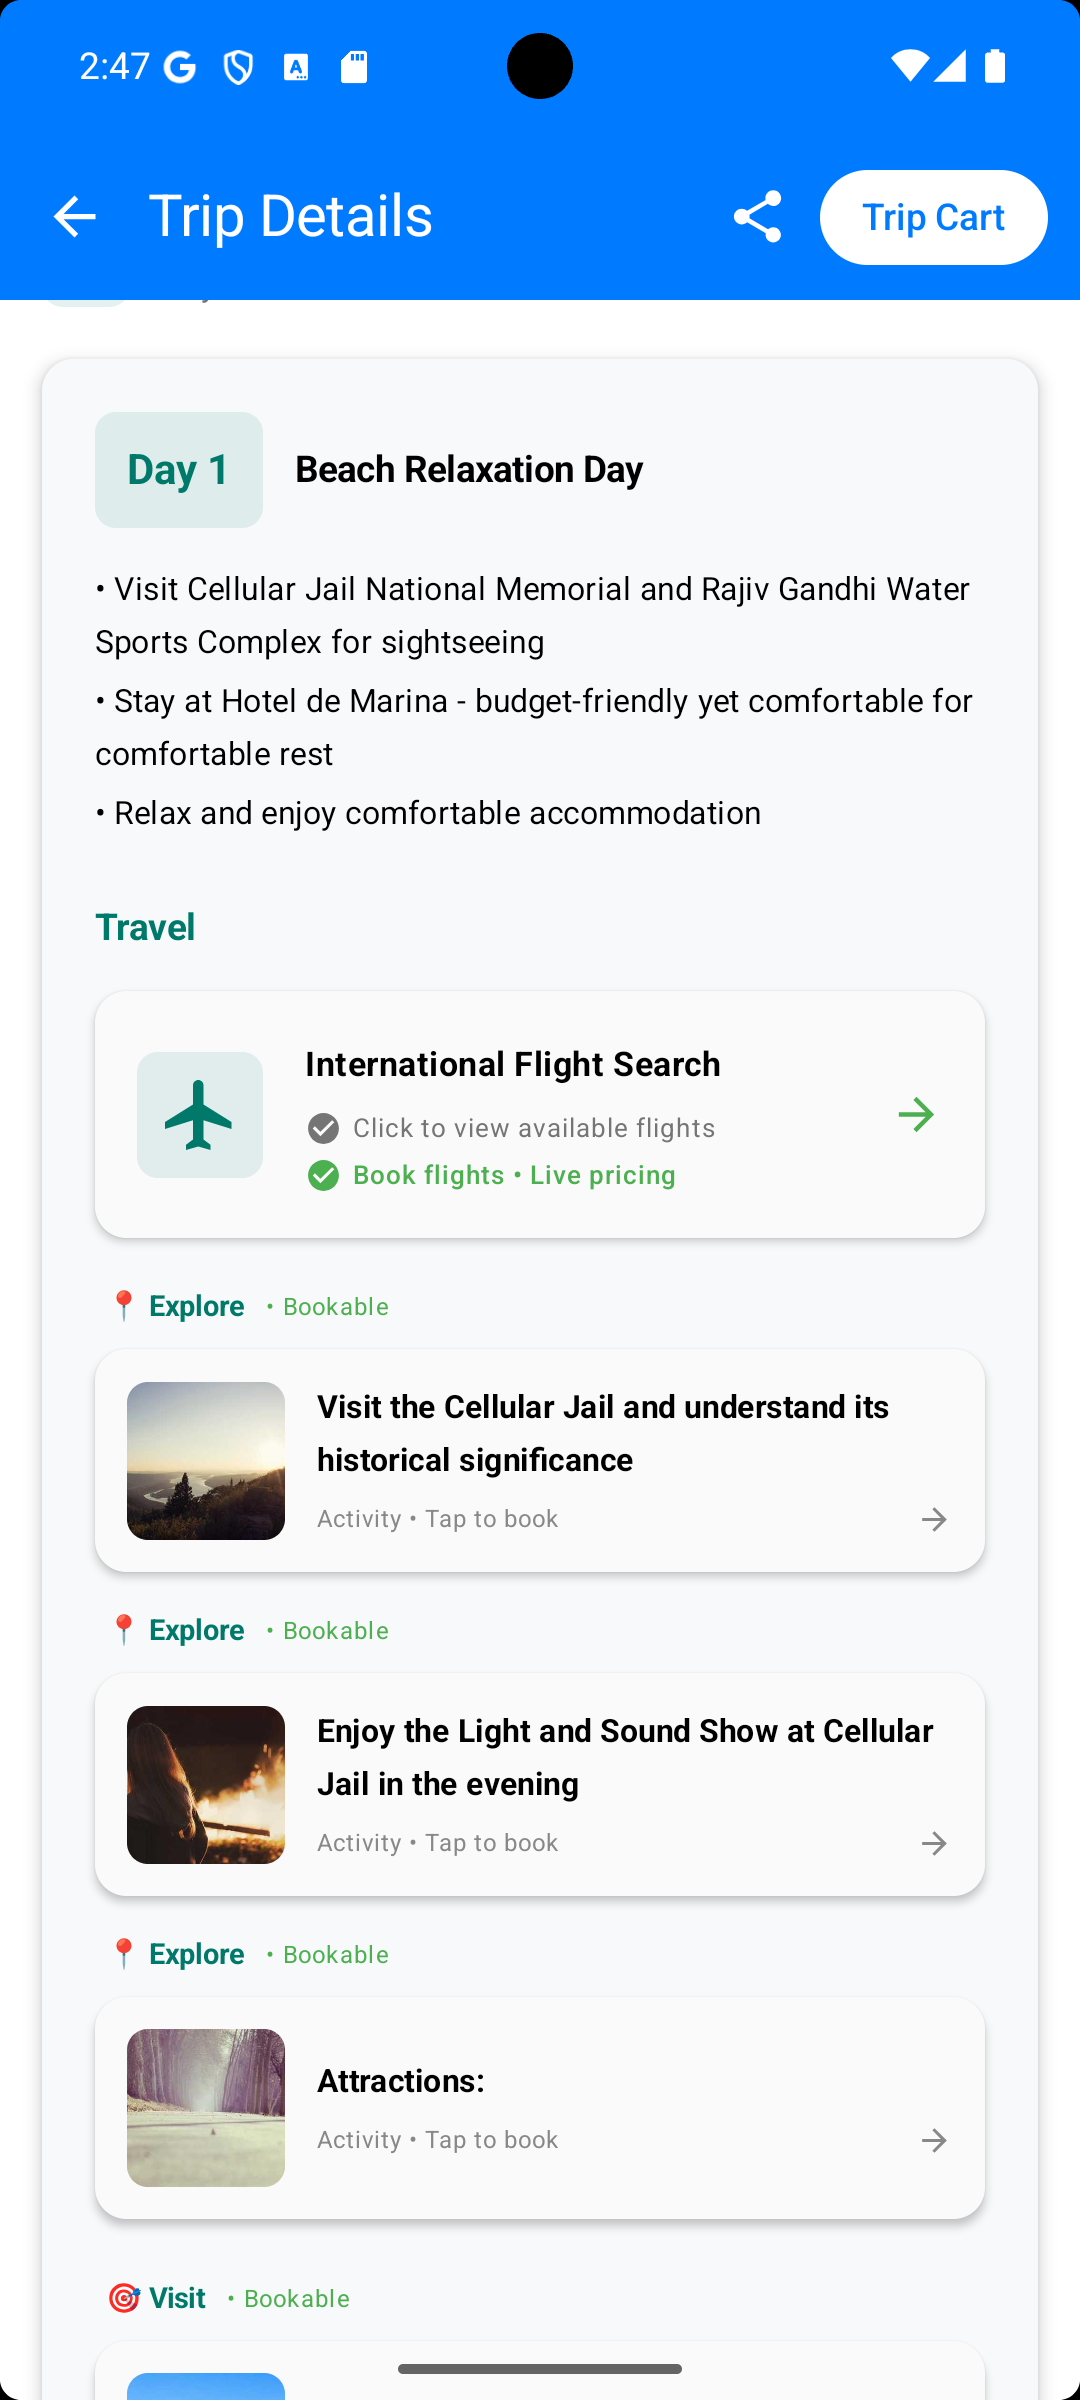 2:47
Trip Details
Trip Cart
Day 1
Beach Relaxation Day
• Visit Cellular Jail National Memorial and Rajiv Gandhi Water
Sports Complex for sightseeing
• Stay at Hotel de Marina - budget-friendly yet comfortable for
comfortable rest
• Relax and enjoy comfortable accommodation
Travel
International Flight Search
Click to view available flights
Book flights • Live pricing
📍 Explore • Bookable
Visit the Cellular Jail and understand its
historical significance
Activity • Tap to book
📍 Explore • Bookable
Enjoy the Light and Sound Show at Cellular
Jail in the evening
Activity • Tap to book
📍 Explore • Bookable
Attractions:
Activity • Tap to book
🎯 Visit • Bookable